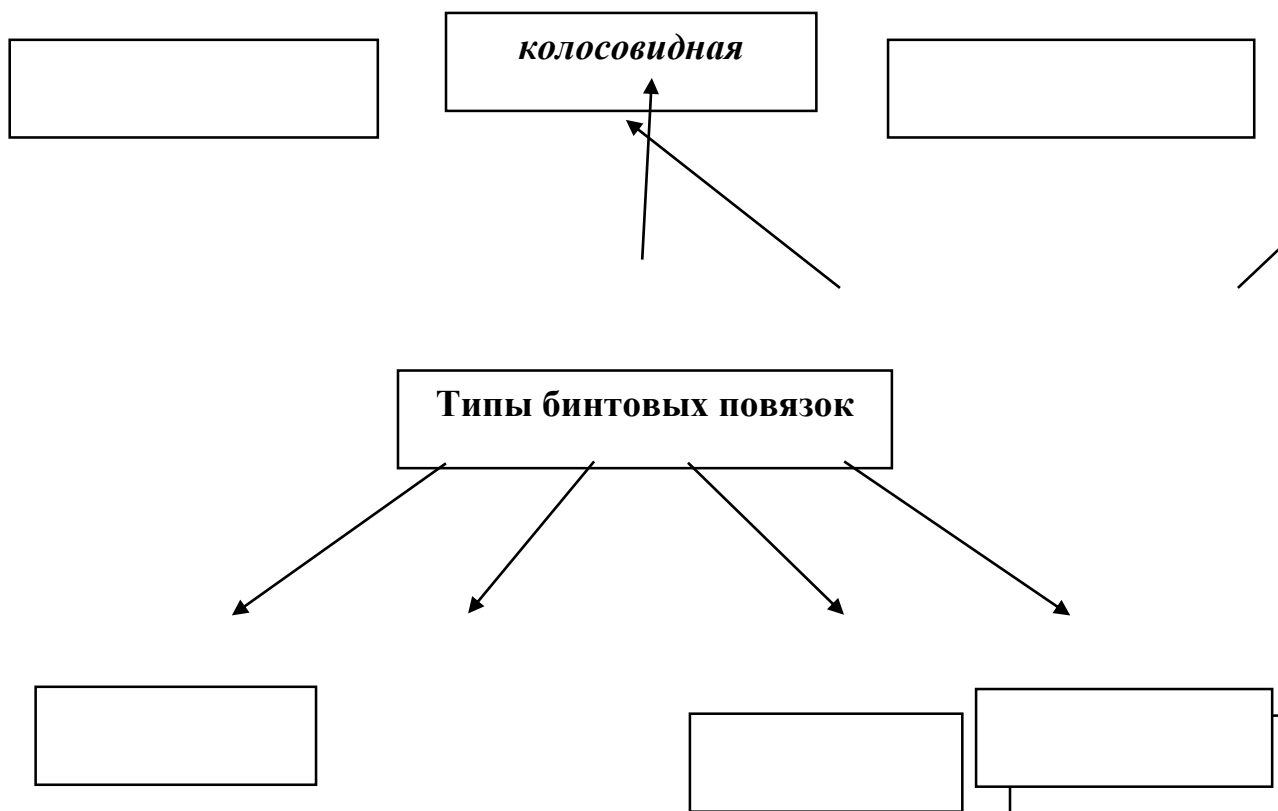 колосовидная
Типы бинтовых повязок